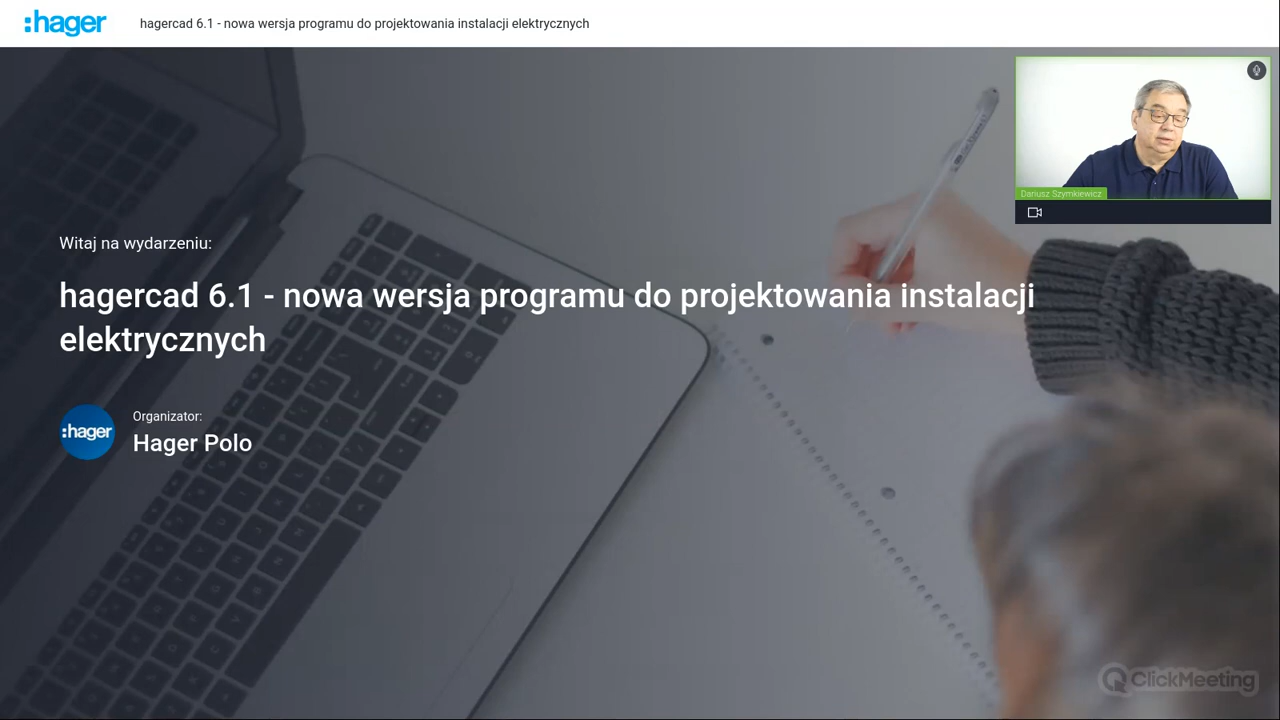 :hager
hagercad 6.1 - nowa wersja programu do projektowania instalacji elektrycznych
Dariusz Szymkiewicz
Witaj na wydarzeniu:
hagercad 6.1 - nowa wersja programu do projektowania instalacji
elektrycznych
:hager
Organizator:
Hager Polo
ClickMeeting